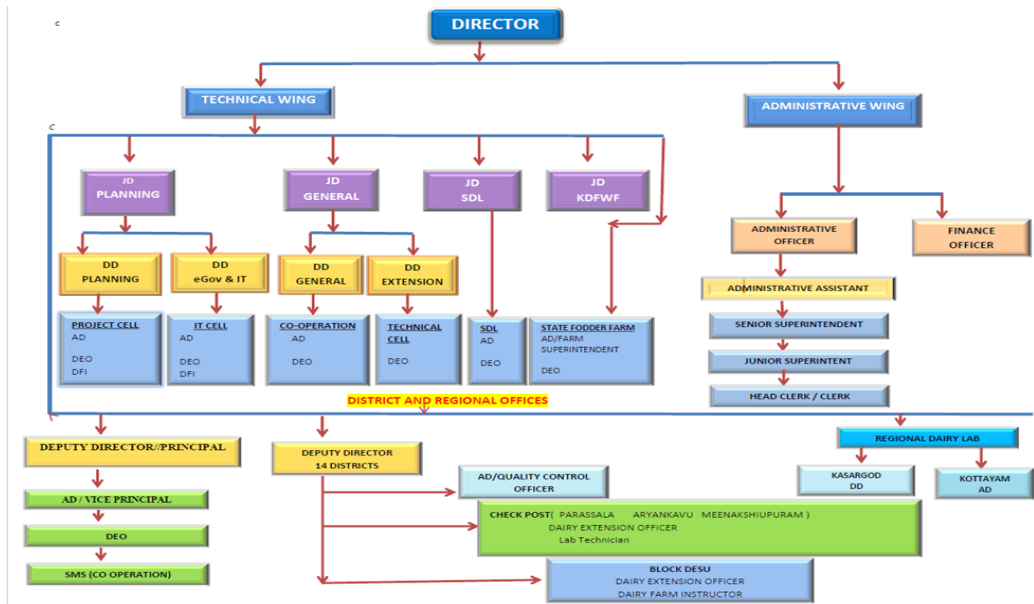 c
DIRECTOR
TECHNICAL WING
ADMINISTRATIVE WING
C
JD
PLANNING
JD
GENERAL
JD
SDL
JD
KDFWF
ADMINISTRATIVE
OFFICER
FINANCE
OFFICER
DD
PLANNING
DD
eGov & IT
DD
GENERAL
DD
EXTENSION
ADMINISTRATIVE ASSISTANT
PROJECT CELL
AD
DEO
DFI
IT CELL
AD
DEO
DFI
CO-OPERATION
AD
DEO
TECHNICAL
CELL
DEO
SDL
AD
DEO
STATE FODDER FARM
AD/FARM
SUPERINTENDENT
DEO
SENIOR SUPERINTENDENT
JUNIOR SUPERINTENT
HEAD CLERK / CLERK
DISTRICT AND REGIONAL OFFICES
DEPUTY DIRECTOR//PRINCIPAL
AD / VICE PRINCIPAL
DEO
SMS (CO OPERATION)
DEPUTY DIRECTOR
14 DISTRICTS
AD/QUALITY CONTROL
OFFICER
CHECK POST( PARASSALA ARYANKAVU MEENAKSHIUPURAM )
DAIRY EXTENSION OFFICER
Lab Technician
BLOCK DESU
DAIRY EXTENSION OFFICER
DAIRY FARM INSTRUCTOR
REGIONAL DAIRY LAB
KASARGOD
DD
KOTTAYAM
AD